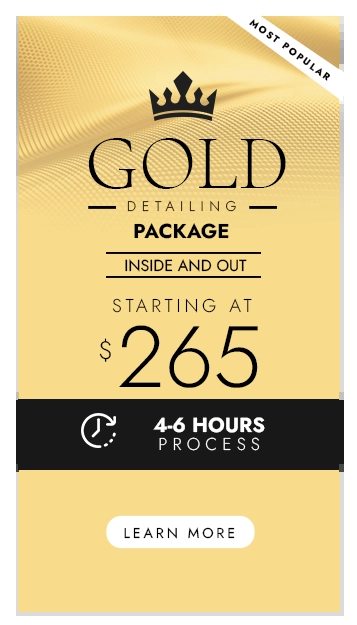 MOST POPULAR
GOLD
DETAILING
PACKAGE
INSIDE AND OUT
STARTING AT
$265
4-6 HOURS
PROCESS
LEARN MORE